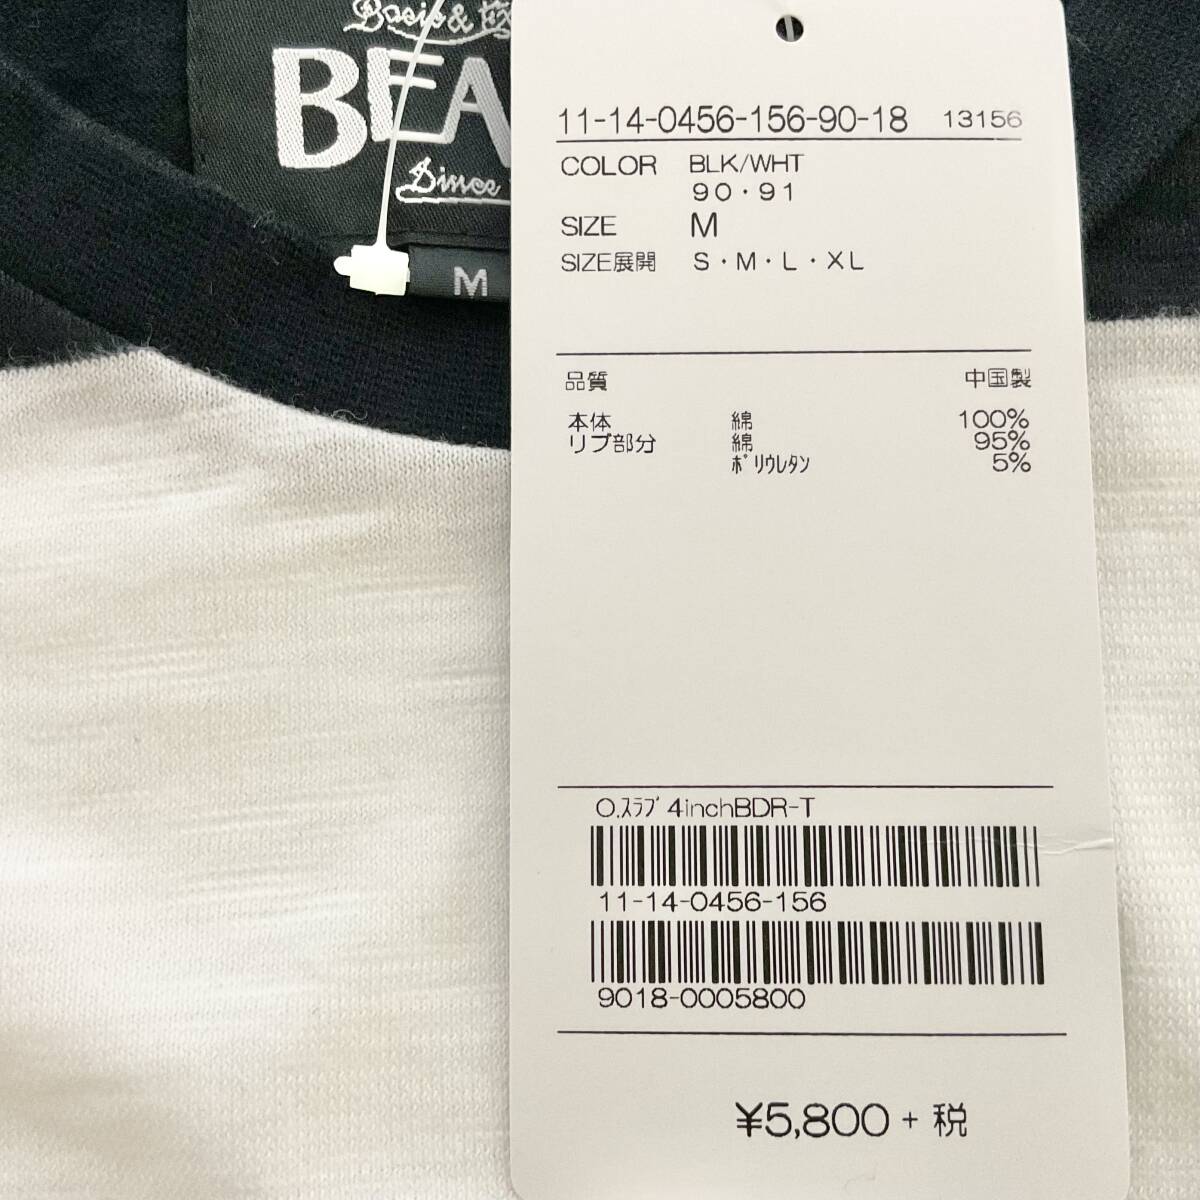 Basic &
BEA
Since
M
11-14-0456-156-90-18 13156
COLOR BLK/WHT
90・91
SIZE M
SIZE展開 S・M・L・XL
品質 中国製
本体 綿 100%
リブ部分 綿 95%
ﾎﾟﾘｳﾚﾀﾝ 5%
O.ｽﾗﾌﾞ 4inchBDR-T
11-14-0456-156
9018-0005800
¥5,800 + 税